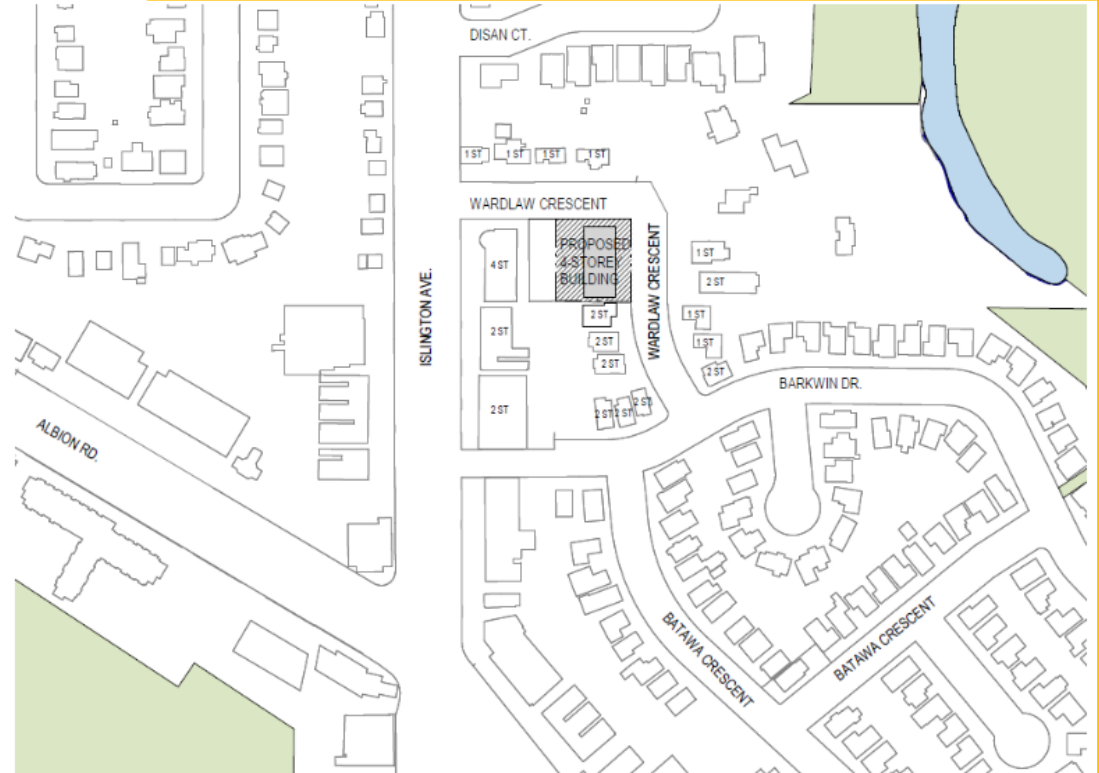 DISAN CT.
1 ST
1 ST
1 ST
1 ST
WARDLAW CRESCENT
PROPOSED
4-STOREY
BUILDING
WARDLAW CRESCENT
4 ST
1 ST
2 ST
ISLINGTON AVE.
2 ST
2 ST
1 ST
2 ST
1 ST
2 ST
2 ST
BARKWIN DR.
2 ST
2 ST
2 ST
2 ST
ALBION RD.
BATAWA CRESCENT
BATAWA CRESCENT